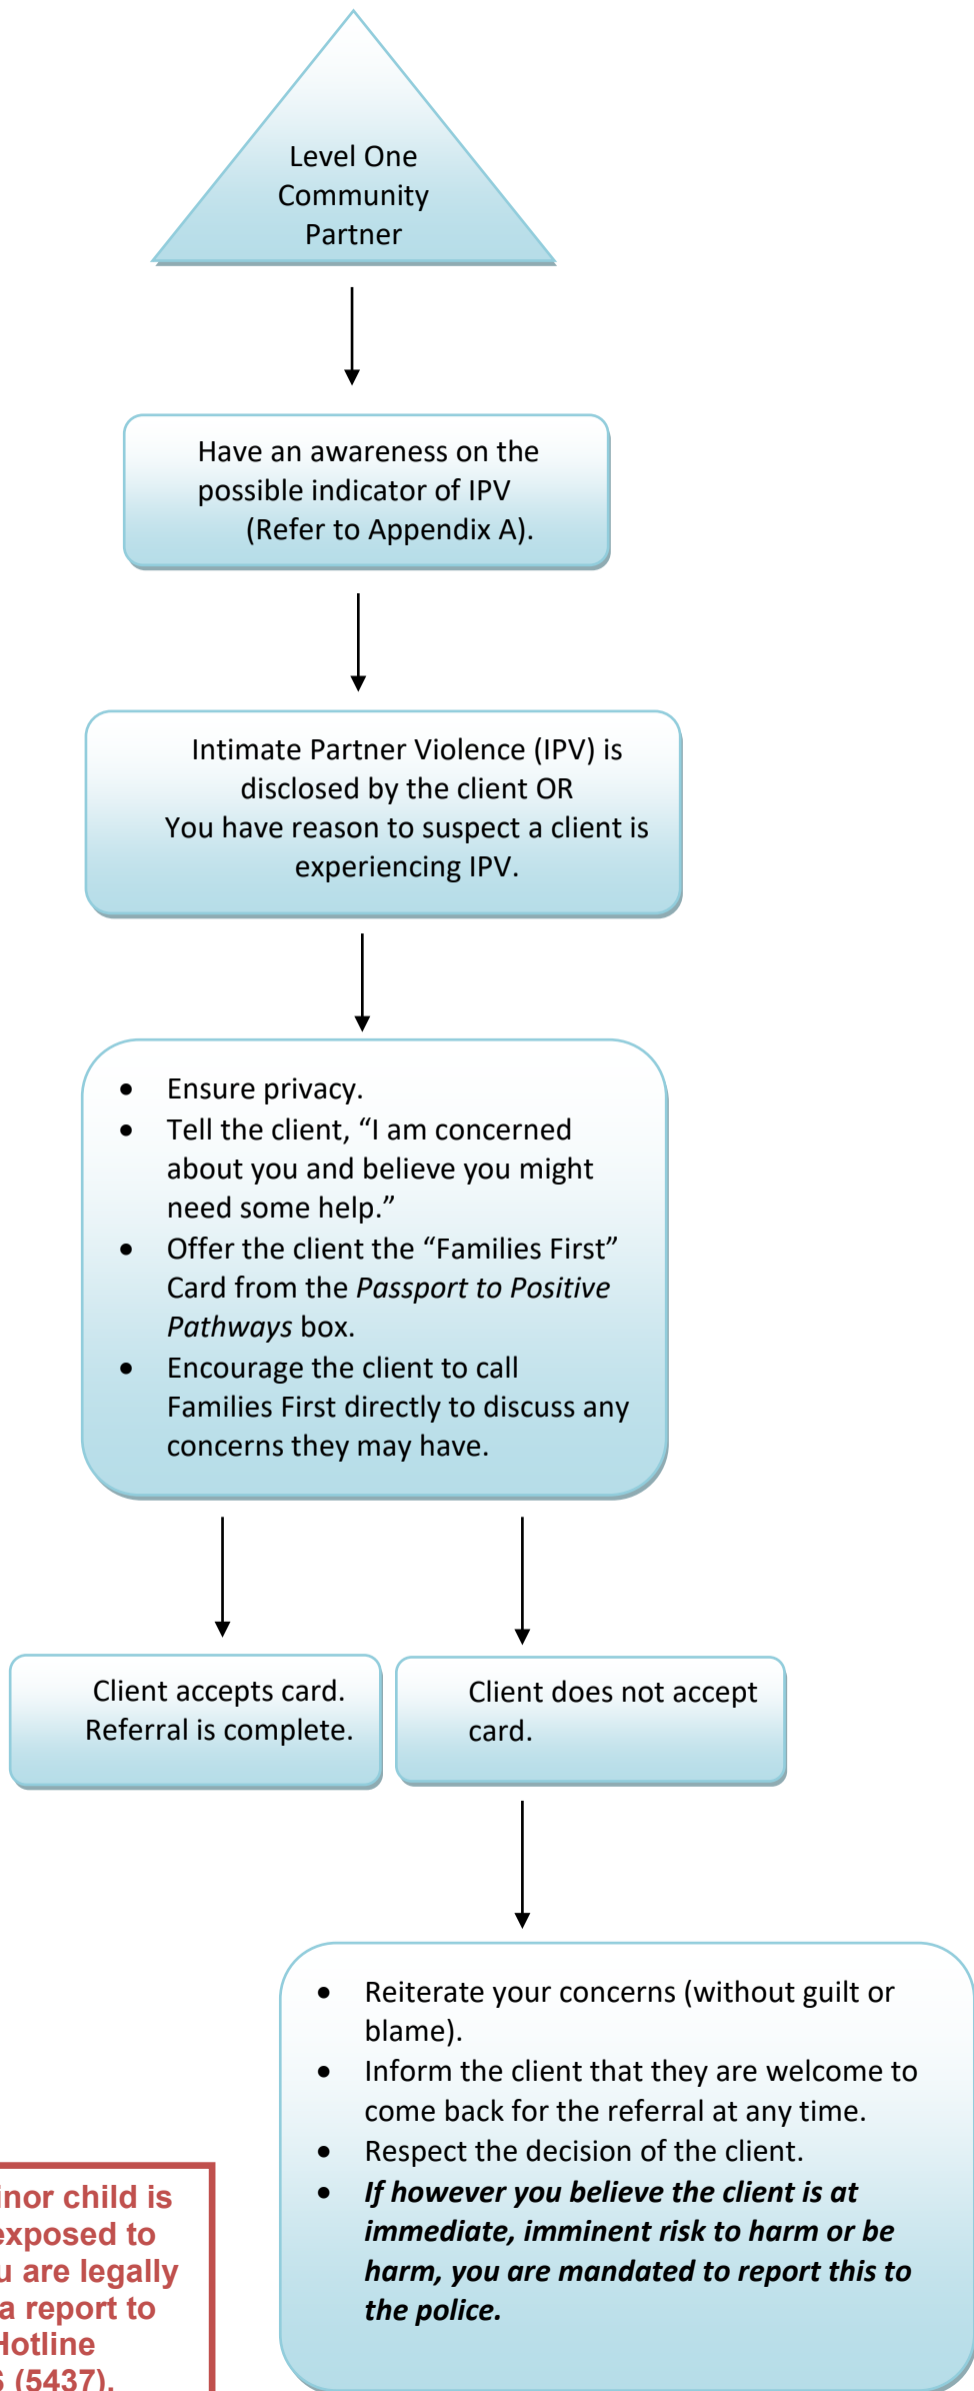 Level One
Community
Partner
Have an awareness on the
possible indicator of IPV
(Refer to Appendix A).
Intimate Partner Violence (IPV) is
disclosed by the client OR
You have reason to suspect a client is
experiencing IPV.
• Ensure privacy.
• Tell the client, “I am concerned
about you and believe you might
need some help.”
• Offer the client the “Families First”
Card from the Passport to Positive
Pathways box.
• Encourage the client to call
Families First directly to discuss any
concerns they may have.
Client accepts card.
Referral is complete.
Client does not accept
card.
• Reiterate your concerns (without guilt or
blame).
• Inform the client that they are welcome to
come back for the referral at any time.
• Respect the decision of the client.
• If however you believe the client is at
immediate, imminent risk to harm or be
harm, you are mandated to report this to
the police.
child is
exposed to
are legally
a report to
(5437).